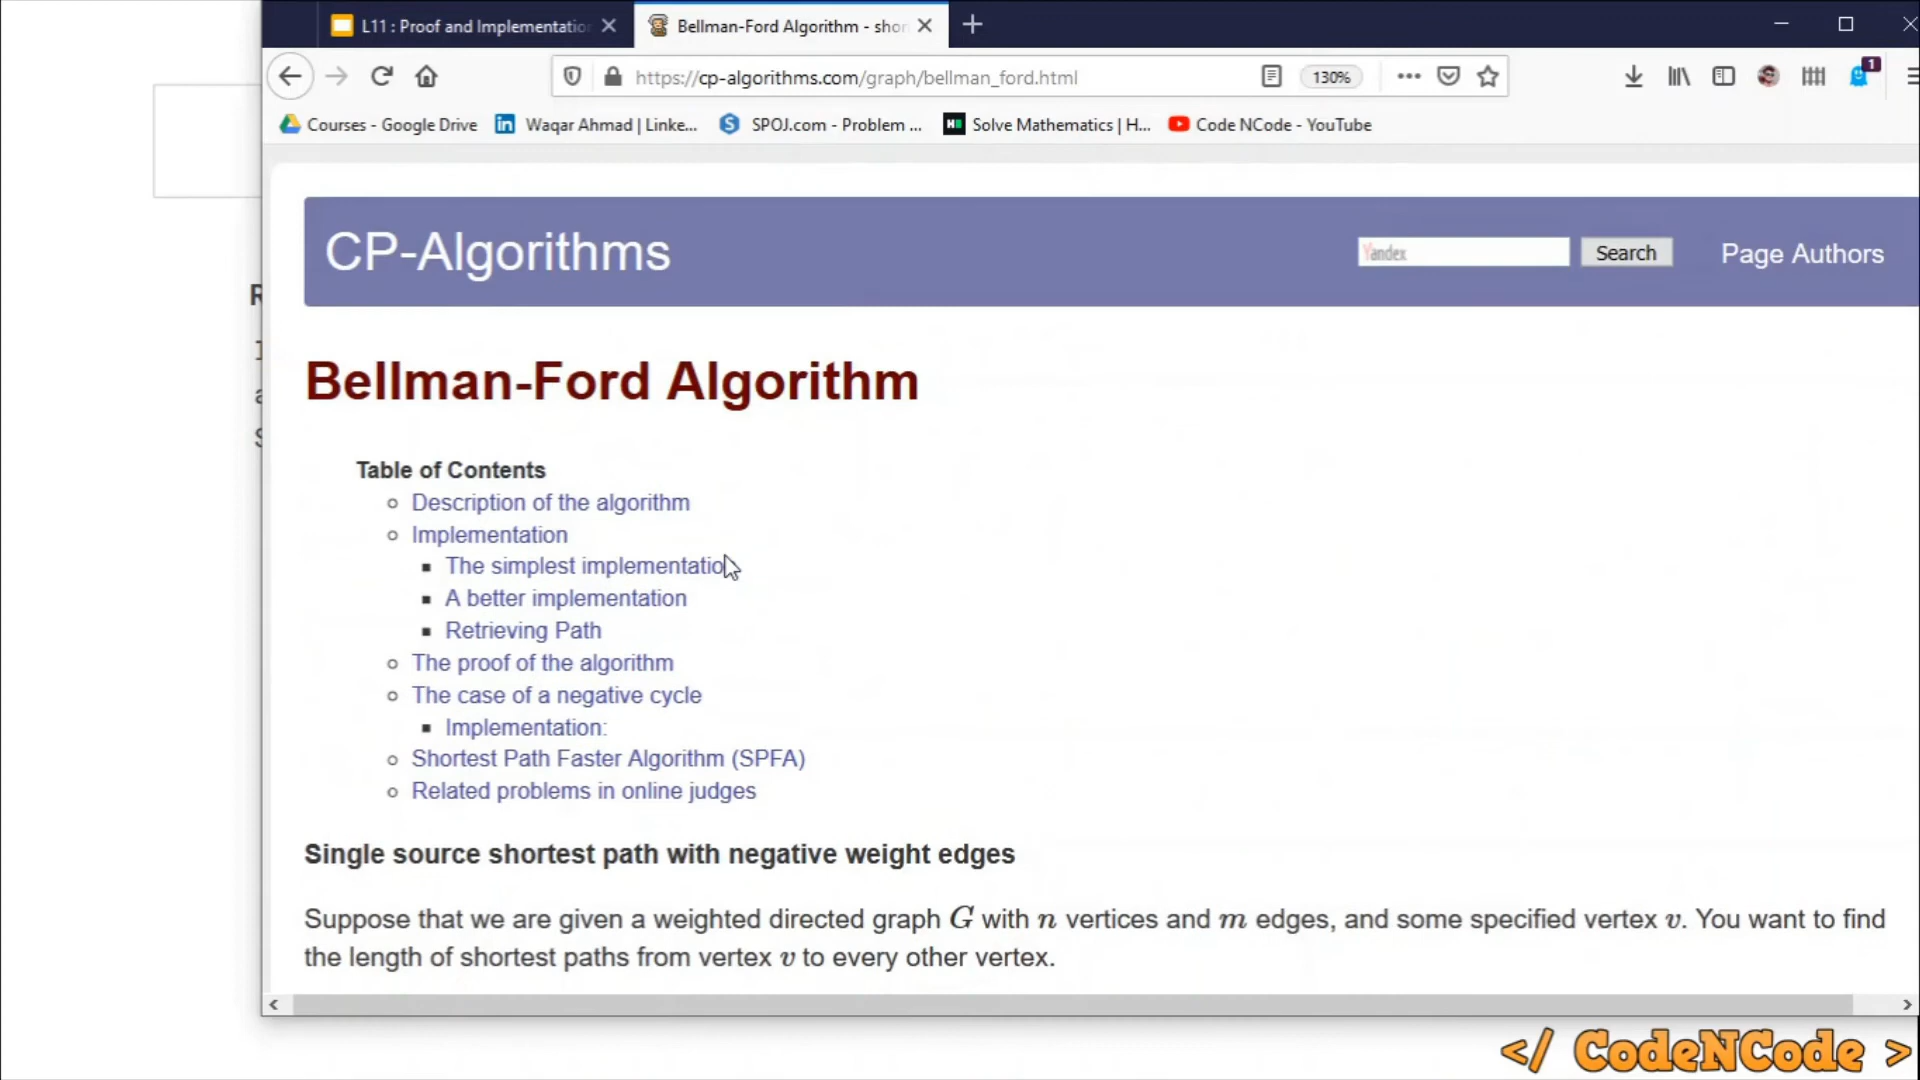 L11 : Proof and Implementatio
Bellman-Ford Algorithm - shor
https://cp-algorithms.com/graph/bellman_ford.html
130%
1
Courses - Google Drive
Waqar Ahmad | Linke...
SPOJ.com - Problem ...
Solve Mathematics | H...
Code NCode - YouTube
CP-Algorithms
Yandex
Search
Page Authors
Bellman-Ford Algorithm
Table of Contents
Description of the algorithm
Implementation
The simplest implementatio
A better implementation
Retrieving Path
The proof of the algorithm
The case of a negative cycle
Implementation:
Shortest Path Faster Algorithm (SPFA)
Related problems in online judges
Single source shortest path with negative weight edges
Suppose that we are given a weighted directed graph G with n vertices and m edges, and some specified vertex v. You want to find
the length of shortest paths from vertex v to every other vertex.
</ CodeNCode >